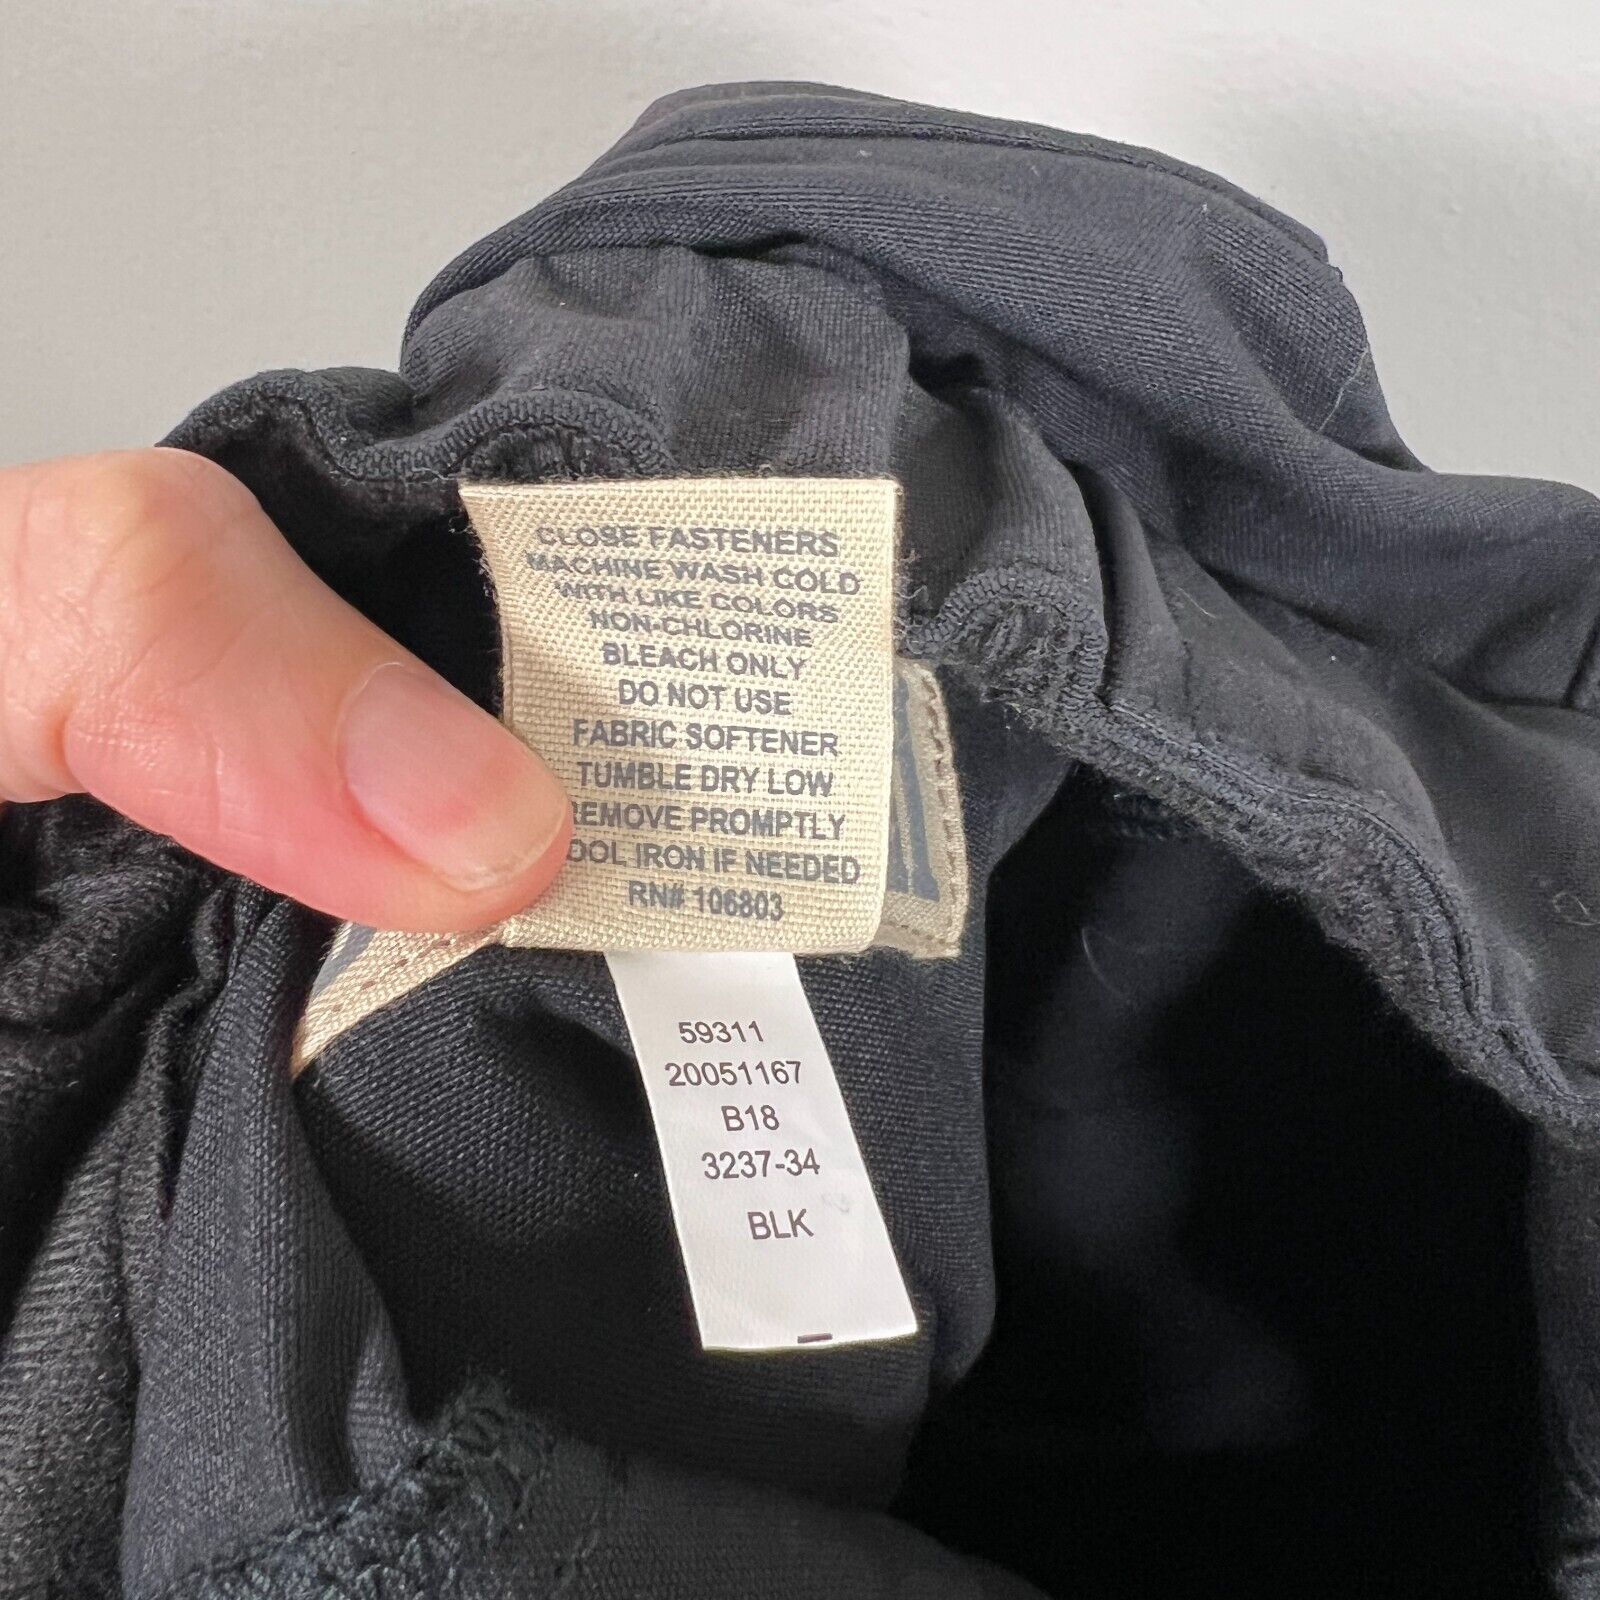 CLOSE FASTENERS
MACHINE WASH COLD
WITH LIKE COLORS
NON-CHLORINE
BLEACH ONLY
DO NOT USE
FABRIC SOFTENER
TUMBLE DRY LOW
REMOVE PROMPTLY
OOL IRON IF NEEDED
RN# 106803
59311
20051167
B18
3237-34
BLK